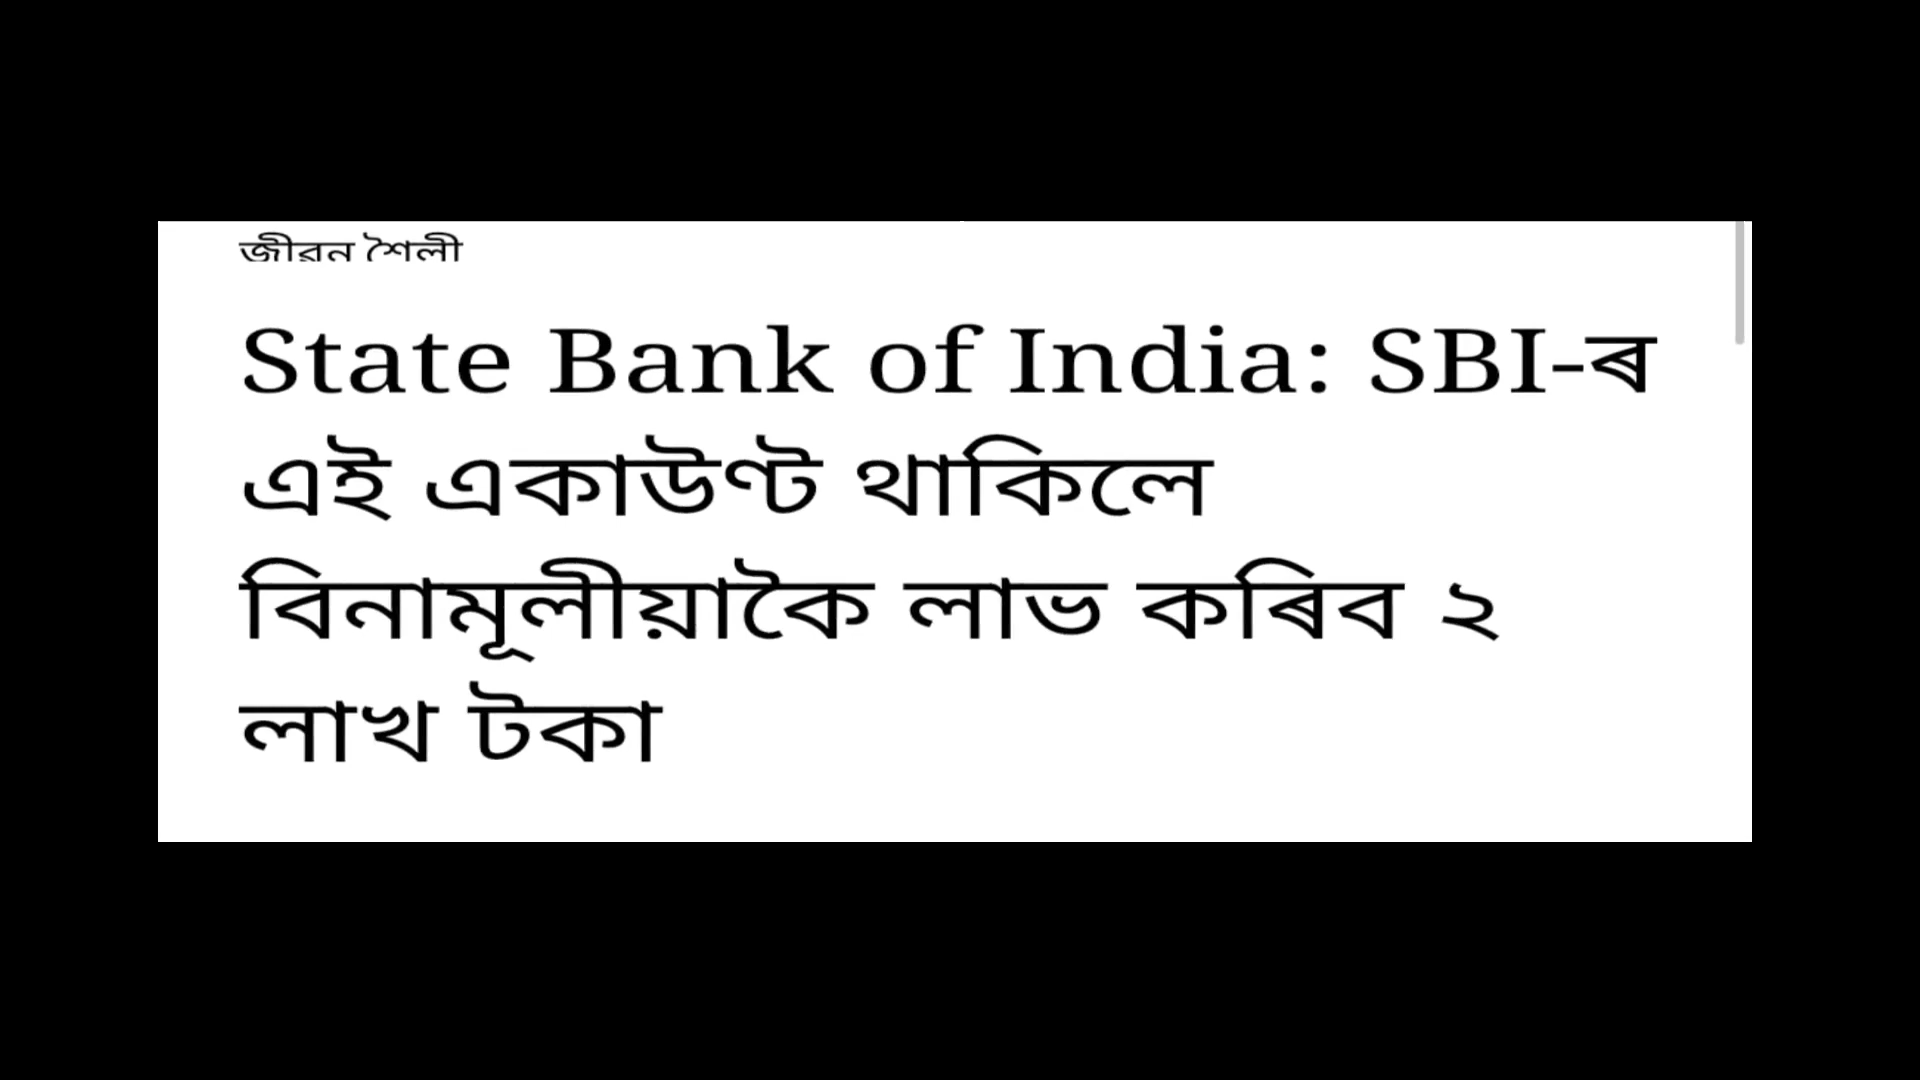 জীৱন শৈলী
State Bank of India: SBI-ৰ
এই একাউণ্ট থাকিলে
বিনামূলীয়াকৈ লাভ কৰিব ২
লাখ টকা